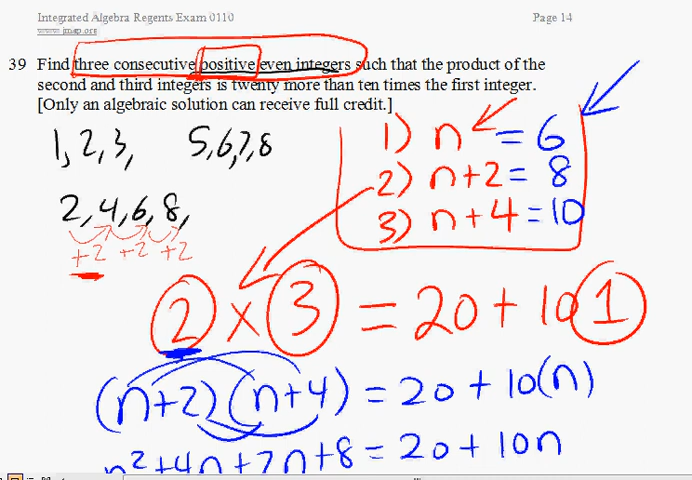 Integrated Algebra Regents Exam 0110 Page 14
www.jmap.org
39 Find three consecutive positive even integers such that the product of the
second and third integers is twenty more than ten times the first integer.
[Only an algebraic solution can receive full credit.]
1, 2, 3, 5, 6, 7, 8
1) n = 6
2) n+2 = 8
3) n+4 = 10
2, 4, 6, 8,
+2 +2 +2
2 x 3 = 20 + 10 1
(n+2)(n+4) = 20 + 10(n)
n²+4n+2n+8 = 20 + 10n